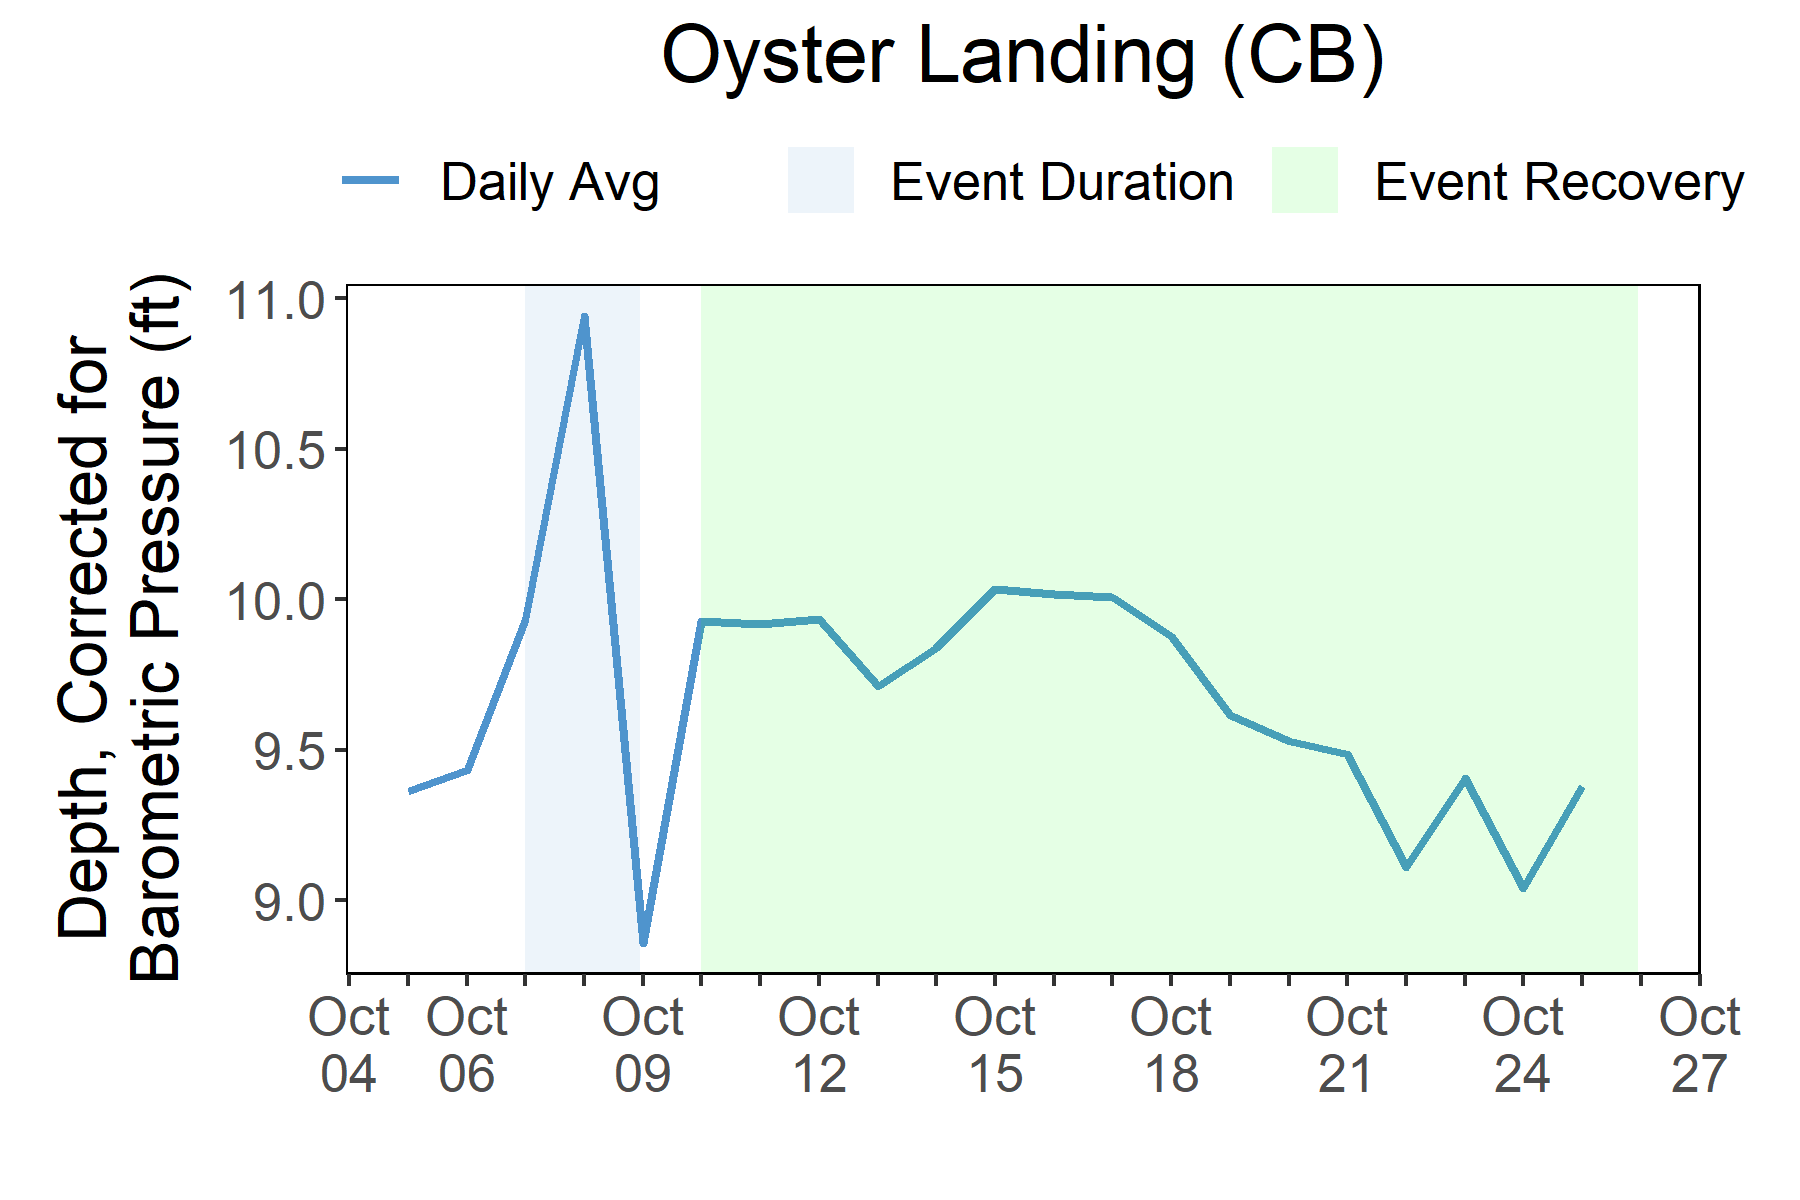 Oyster Landing (CB)
Daily Avg Event Duration Event Recovery
Depth, Corrected for
Barometric Pressure (ft)
11.0
10.5
10.0
9.5
9.0
Oct Oct Oct Oct Oct Oct Oct Oct Oct
04 06 09 12 15 18 21 24 27